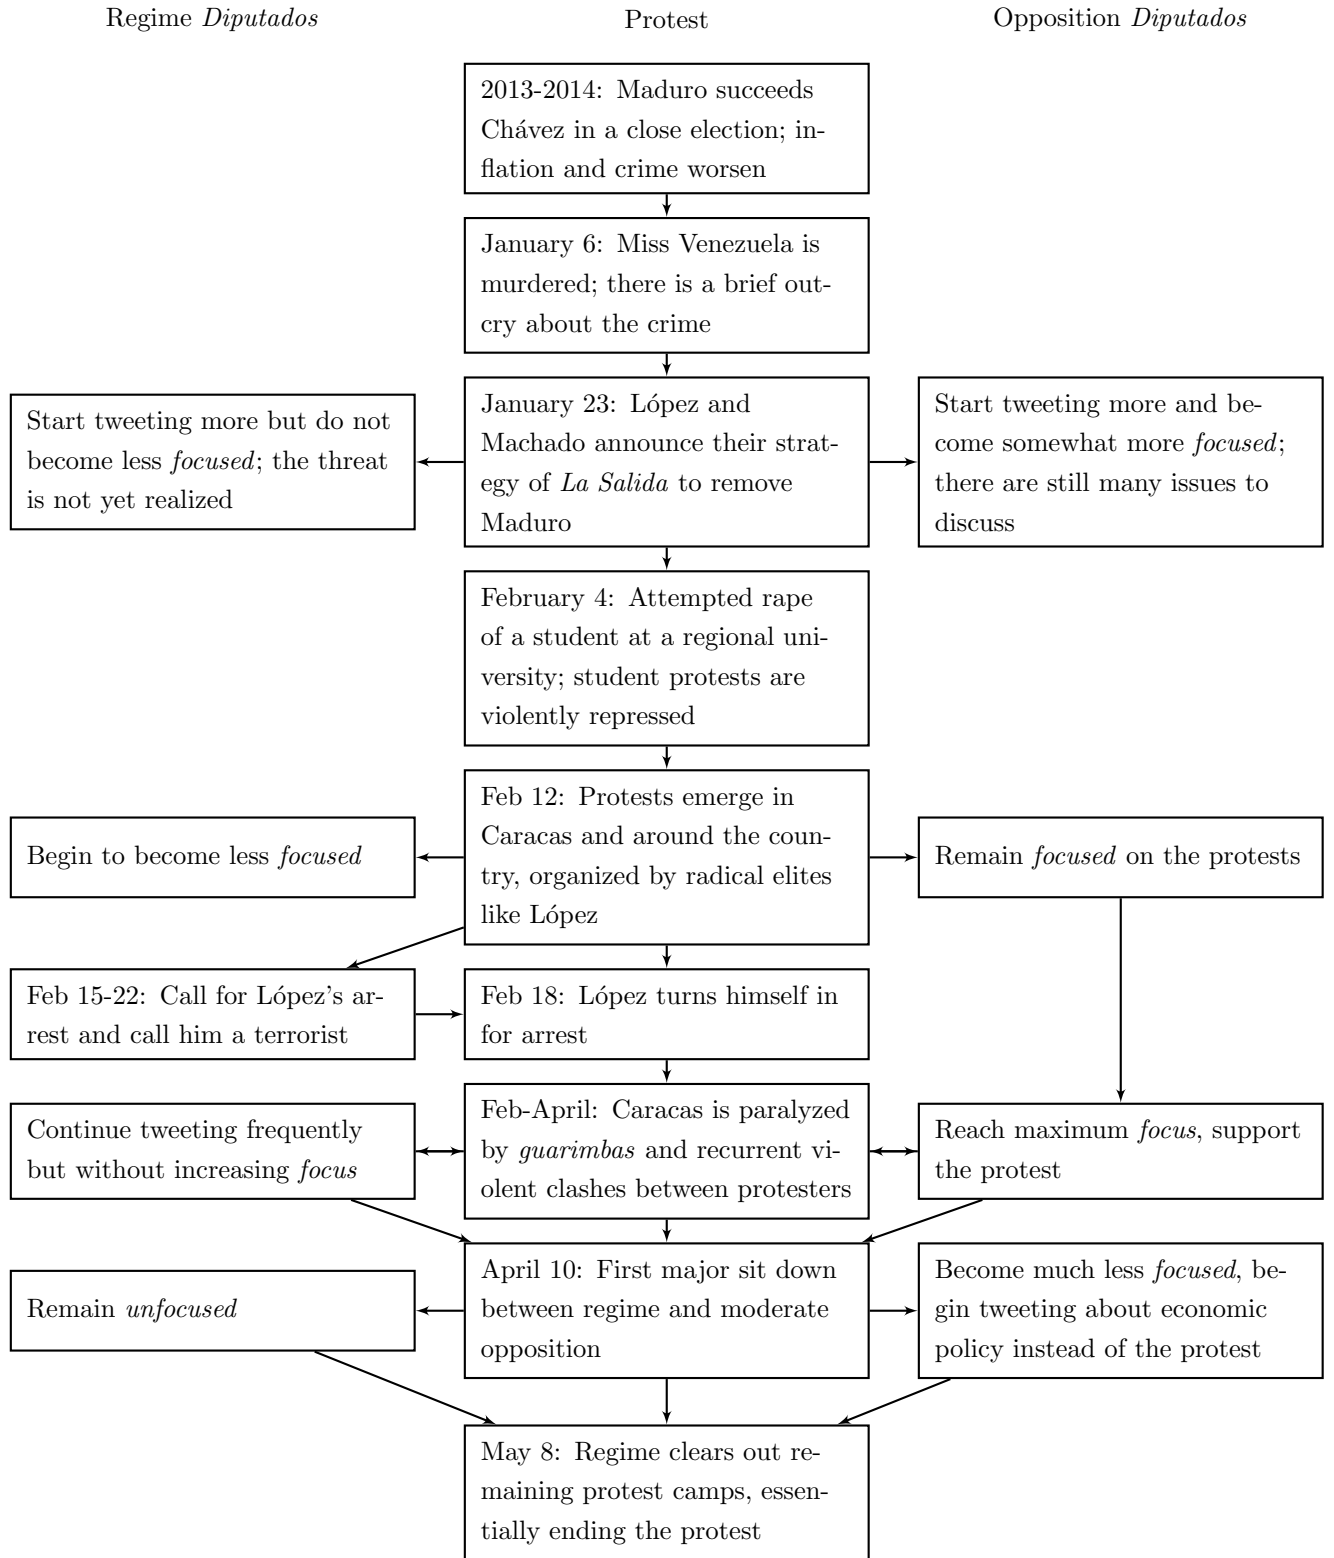 Regime Diputados
Protest
Opposition Diputados
2013-2014: Maduro succeeds
Chávez in a close election; in-
flation and crime worsen
January 6: Miss Venezuela is
murdered; there is a brief out-
cry about the crime
Start tweeting more but do not
become less focused; the threat
is not yet realized
January 23: López and
Machado announce their strat-
egy of La Salida to remove
Maduro
Start tweeting more and be-
come somewhat more focused;
there are still many issues to
discuss
February 4: Attempted rape
of a student at a regional uni-
versity; student protests are
violently repressed
Begin to become less focused
Feb 12: Protests emerge in
Caracas and around the coun-
try, organized by radical elites
like López
Remain focused on the protests
Feb 15-22: Call for López's ar-
rest and call him a terrorist
Feb 18: López turns himself in
for arrest
Continue tweeting frequently
but without increasing focus
Feb-April: Caracas is paralyzed
by guarimbas and recurrent vi-
olent clashes between protesters
Reach maximum focus, support
the protest
Remain unfocused
April 10: First major sit down
between regime and moderate
opposition
Become much less focused, be-
gin tweeting about economic
policy instead of the protest
May 8: Regime clears out re-
maining protest camps, essen-
tially ending the protest